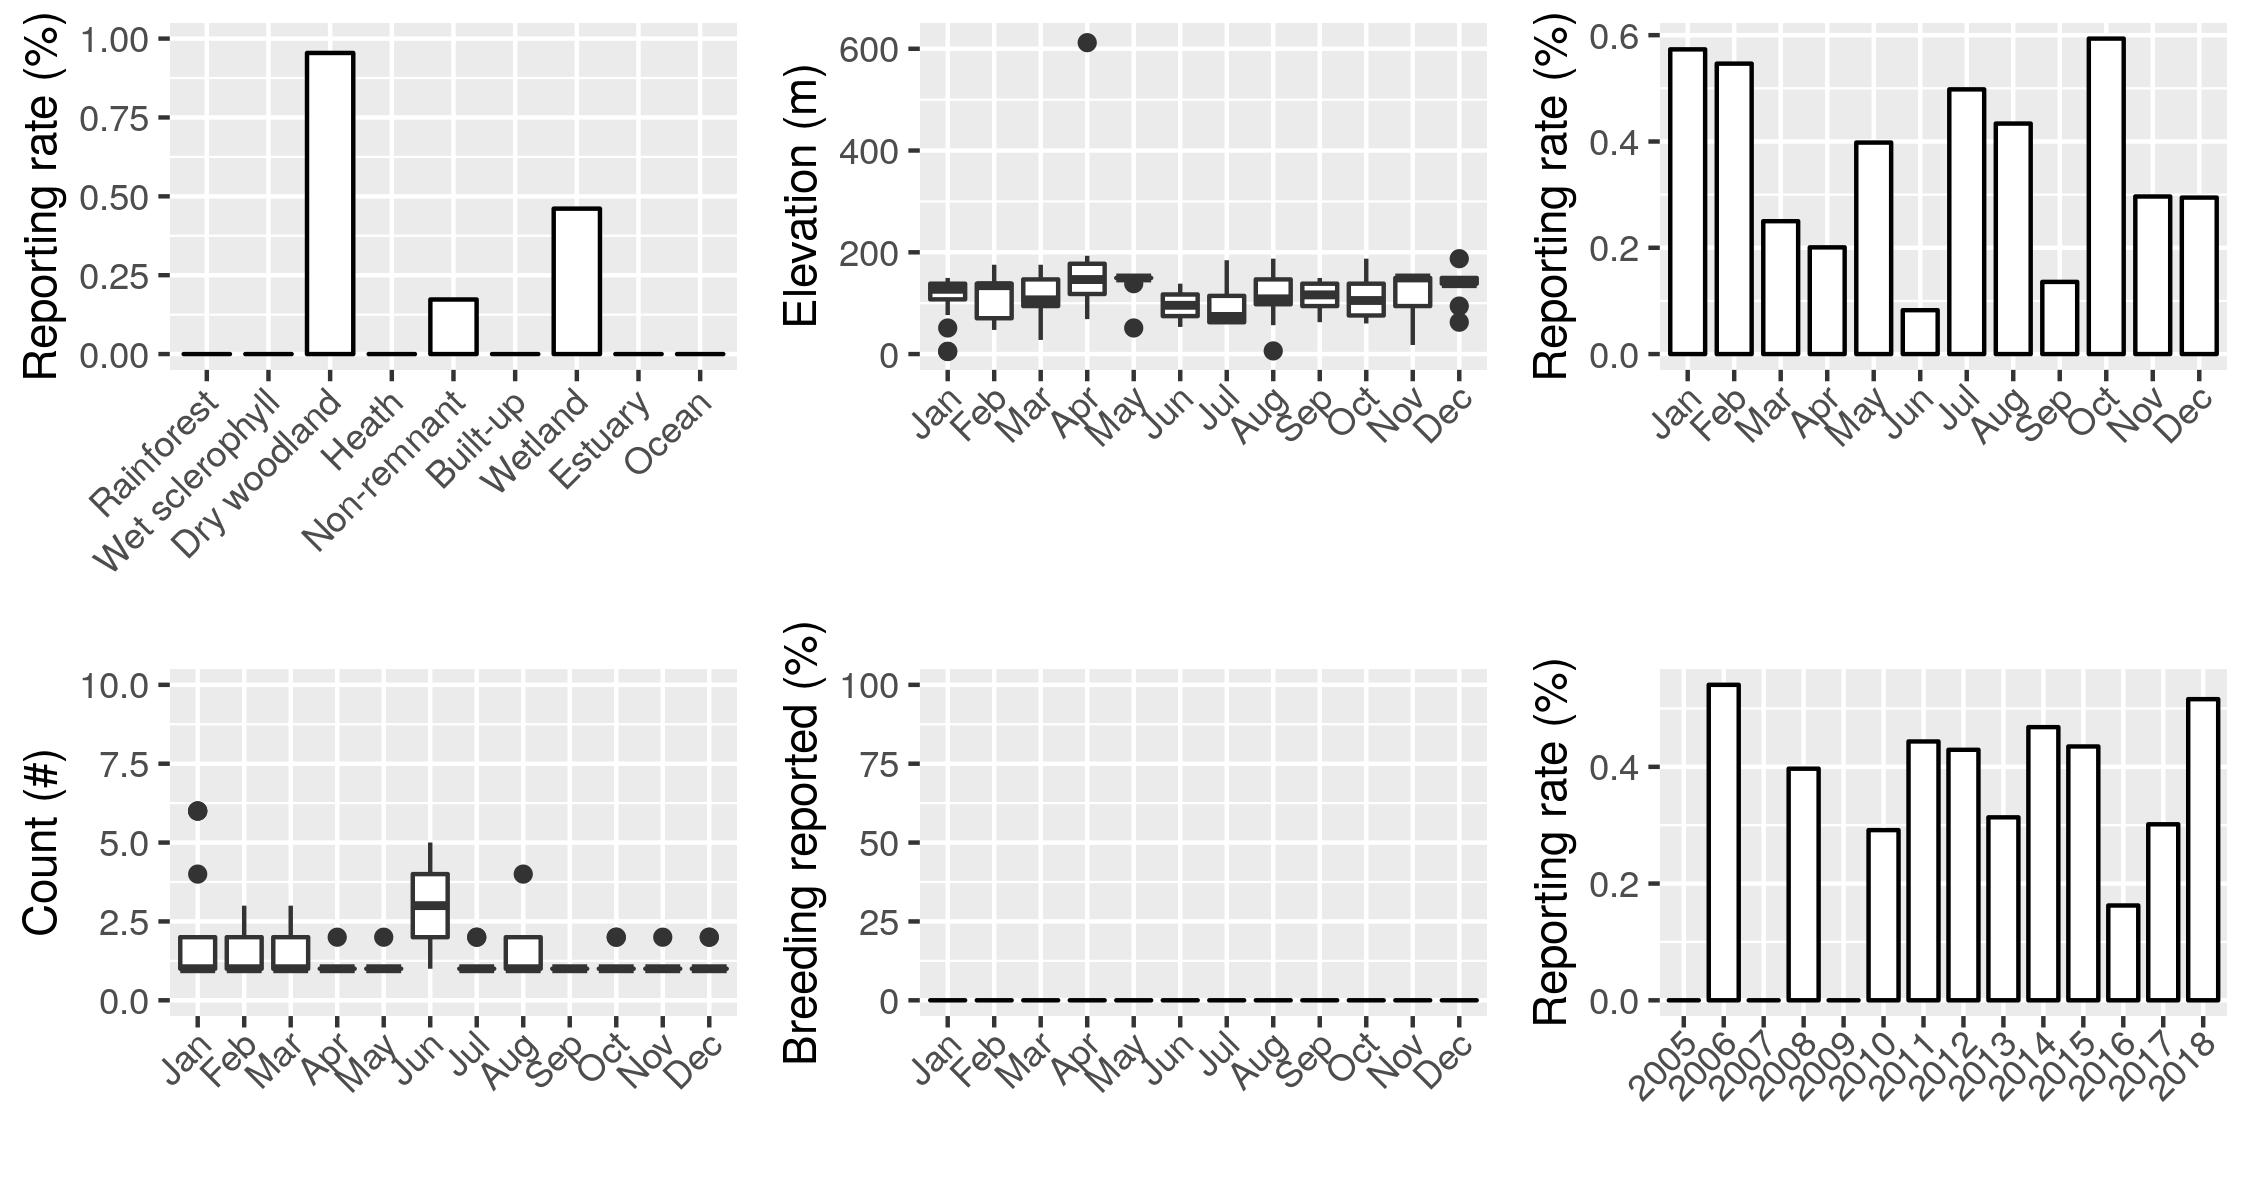 Reporting rate (%)
1.00
0.75
0.50
0.25
0.00
Rainforest
Wet sclerophyll
Dry woodland
Heath
Non-remnant
Built-up
Wetland
Estuary
Ocean
Elevation (m)
600
400
200
0
Jan
Feb
Mar
Apr
May
Jun
Jul
Aug
Sep
Oct
Nov
Dec
Reporting rate (%)
0.6
0.4
0.2
0.0
Jan
Feb
Mar
Apr
May
Jun
Jul
Aug
Sep
Oct
Nov
Dec
Count (#)
10.0
7.5
5.0
2.5
0.0
Jan
Feb
Mar
Apr
May
Jun
Jul
Aug
Sep
Oct
Nov
Dec
Breeding reported (%)
100
75
50
25
0
Jan
Feb
Mar
Apr
May
Jun
Jul
Aug
Sep
Oct
Nov
Dec
Reporting rate (%)
0.4
0.2
0.0
2005
2006
2007
2008
2009
2010
2011
2012
2013
2014
2015
2016
2017
2018